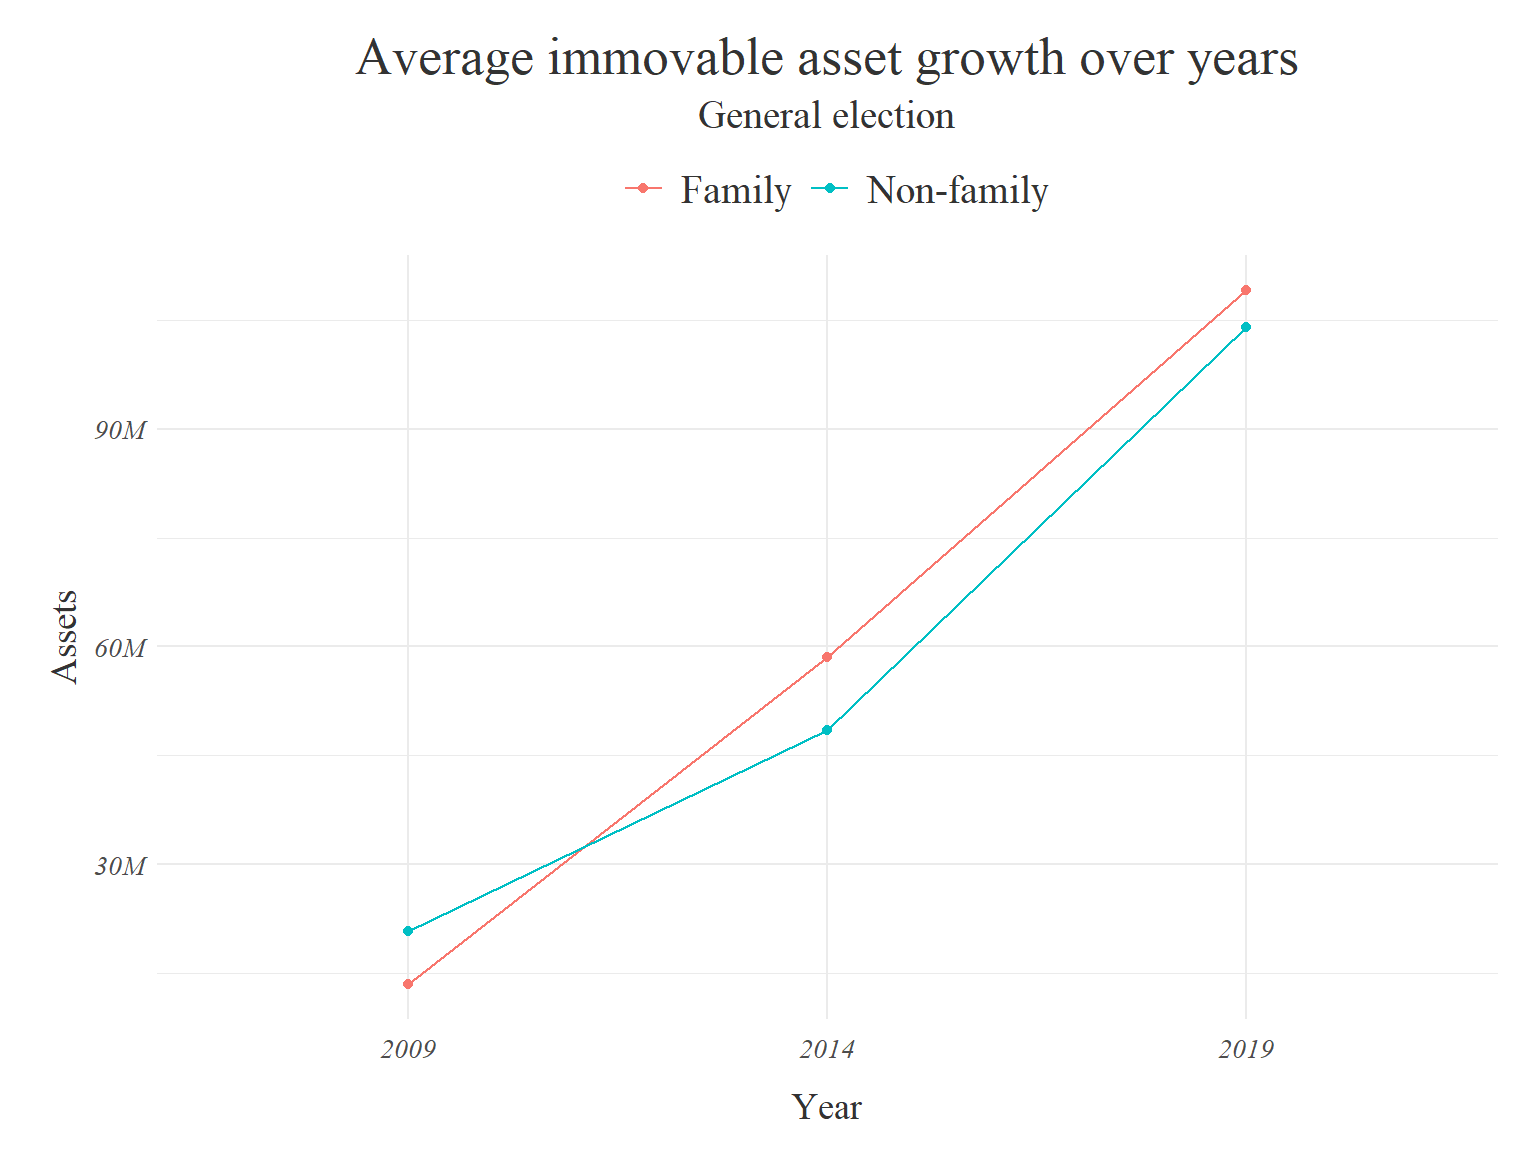 Average immovable asset growth over years
General election
Family Non-family
90M
60M
30M
Assets
2009 2014 2019
Year